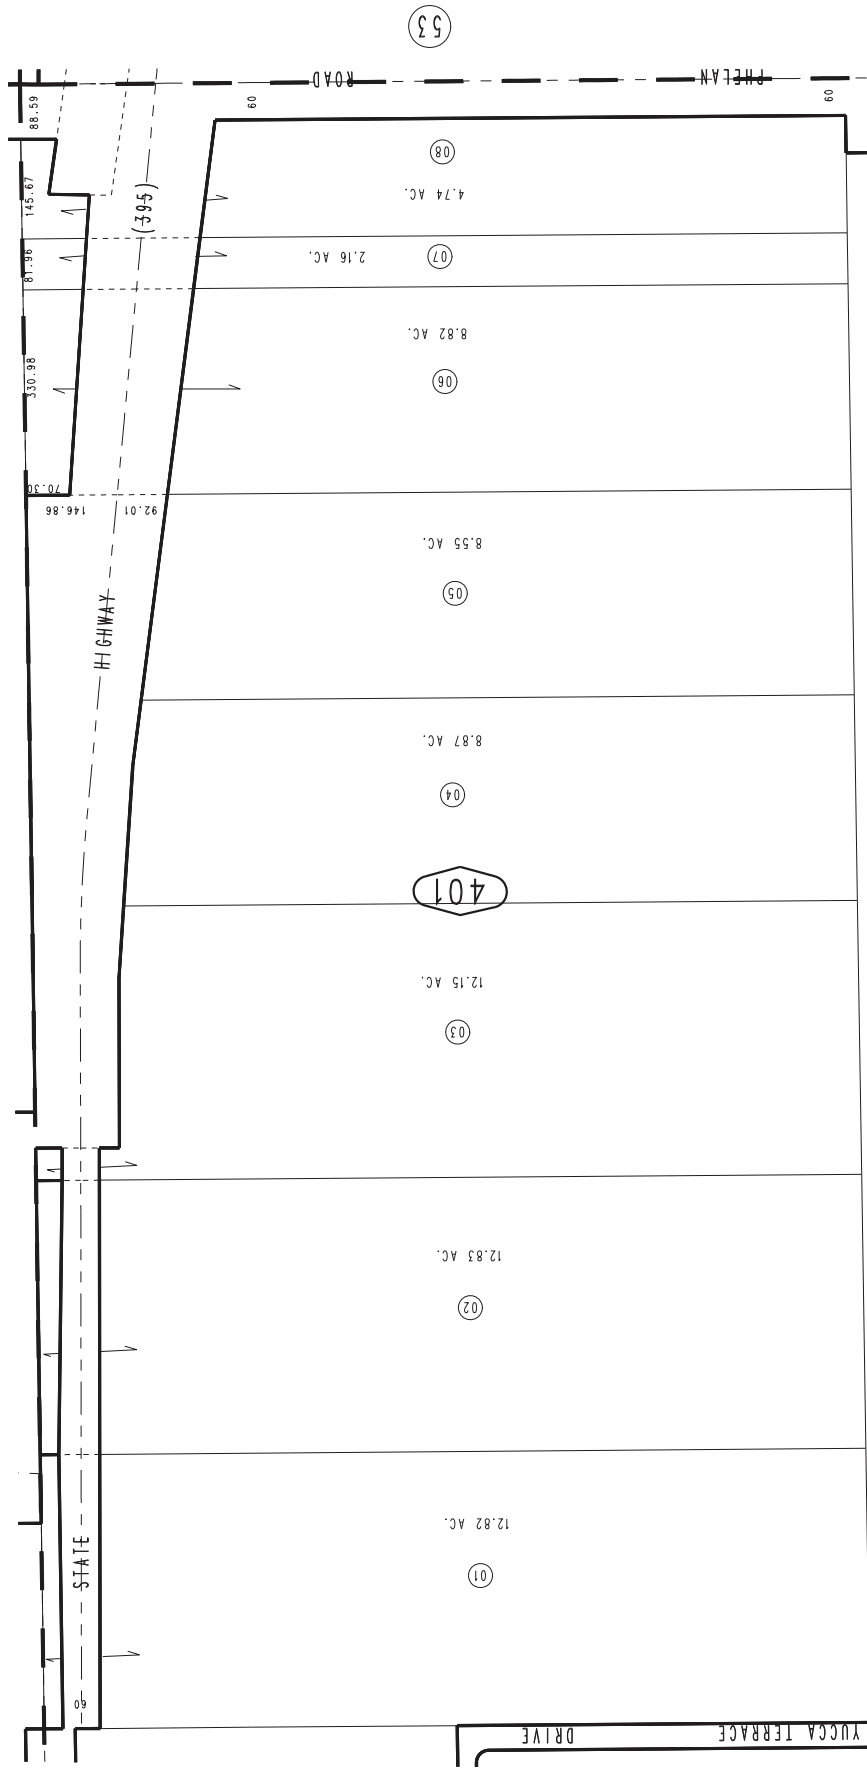 53
PHELAN ROAD
60
60
88.59
145.67
81.96
330.98
70.30
146.86
92.01
(395)
08
4.74 AC.
2.16 AC.
07
8.82 AC.
06
8.55 AC.
05
HIGHWAY
8.87 AC.
04
401
12.15 AC.
03
12.83 AC.
02
12.82 AC.
01
STATE
60
YUCCA TERRACE DRIVE